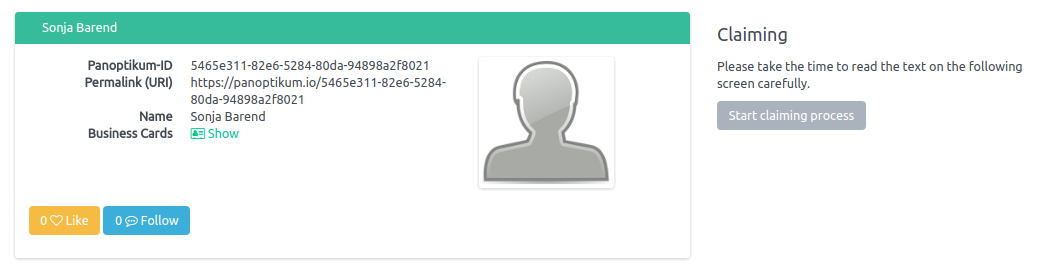 Sonja Barend
Panoptikum-ID 5465e311-82e6-5284-80da-94898a2f8021
Permalink (URI) https://panoptikum.io/5465e311-82e6-5284-
80da-94898a2f8021
Name Sonja Barend
Business Cards Show
0 Like 0 Follow
Claiming
Please take the time to read the text on the following
screen carefully.
Start claiming process